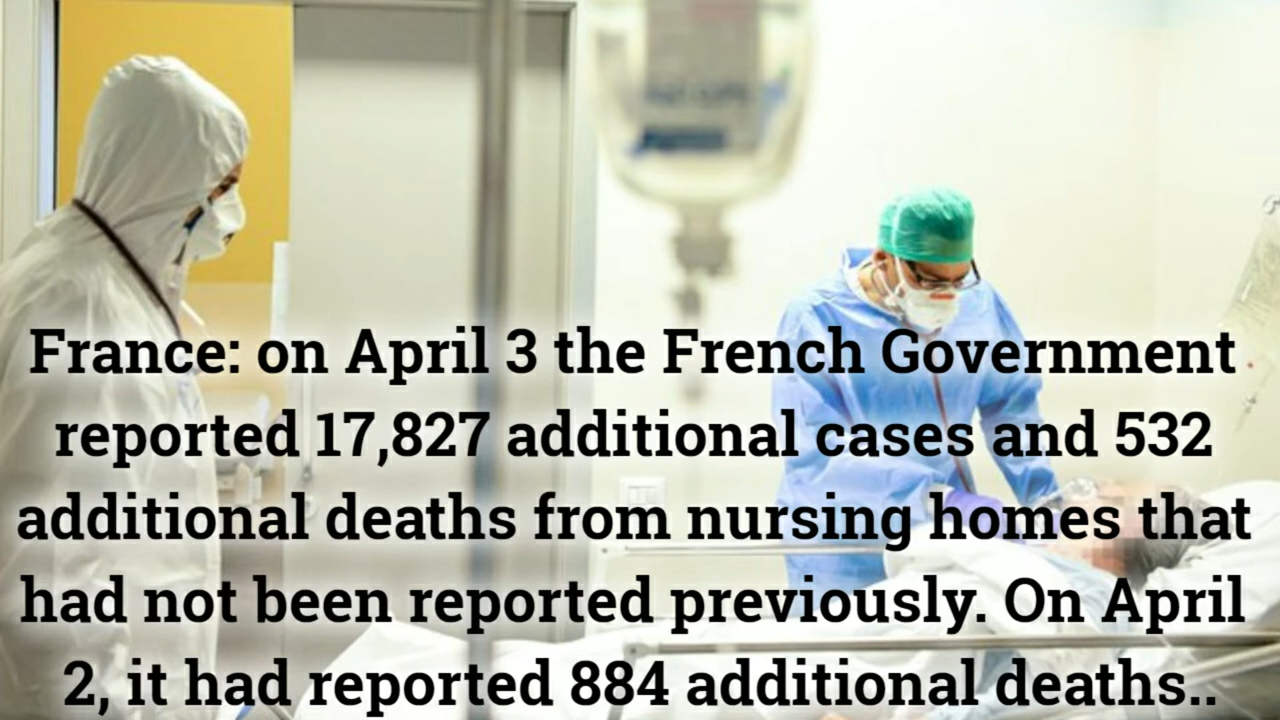 France: on April 3 the French Government
reported 17,827 additional cases and 532
additional deaths from nursing homes that
had not been reported previously. On April
2, it had reported 884 additional deaths..